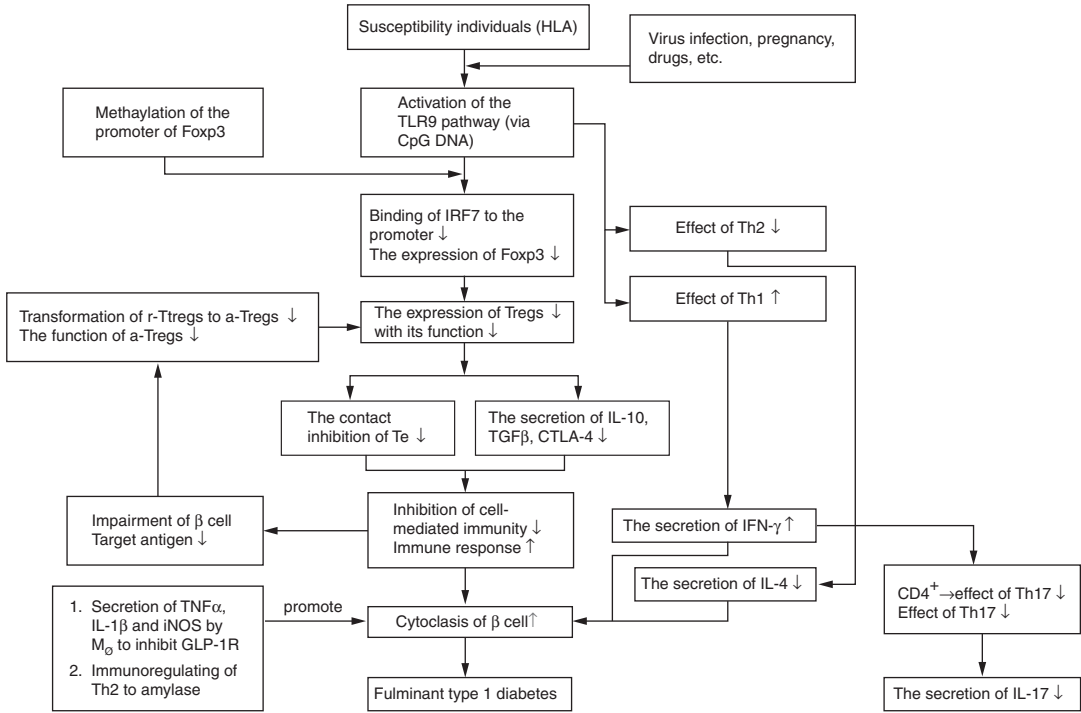 Susceptibility individuals (HLA)
Virus infection, pregnancy,
drugs, etc.
Methaylation of the
promoter of Foxp3
Activation of the
TLR9 pathway (via
CpG DNA)
Binding of IRF7 to the
promoter ↓
The expression of Foxp3 ↓
Effect of Th2 ↓
Effect of Th1 ↑
Transformation of r-Ttregs to a-Tregs ↓
The function of a-Tregs ↓
The expression of Tregs ↓
with its function ↓
The contact
inhibition of Te ↓
The secretion of IL-10,
TGFβ, CTLA-4 ↓
Impairment of β cell
Target antigen ↓
Inhibition of cell-
mediated immunity ↓
Immune response ↑
The secretion of IFN-γ ↑
The secretion of IL-4 ↓
CD4⁺→effect of Th17 ↓
Effect of Th17 ↓
1. Secretion of TNFα,
IL-1β and iNOS by
Mø to inhibit GLP-1R
2. Immunoregulating of
Th2 to amylase
promote
Cytoclasis of β cell↑
Fulminant type 1 diabetes
The secretion of IL-17 ↓